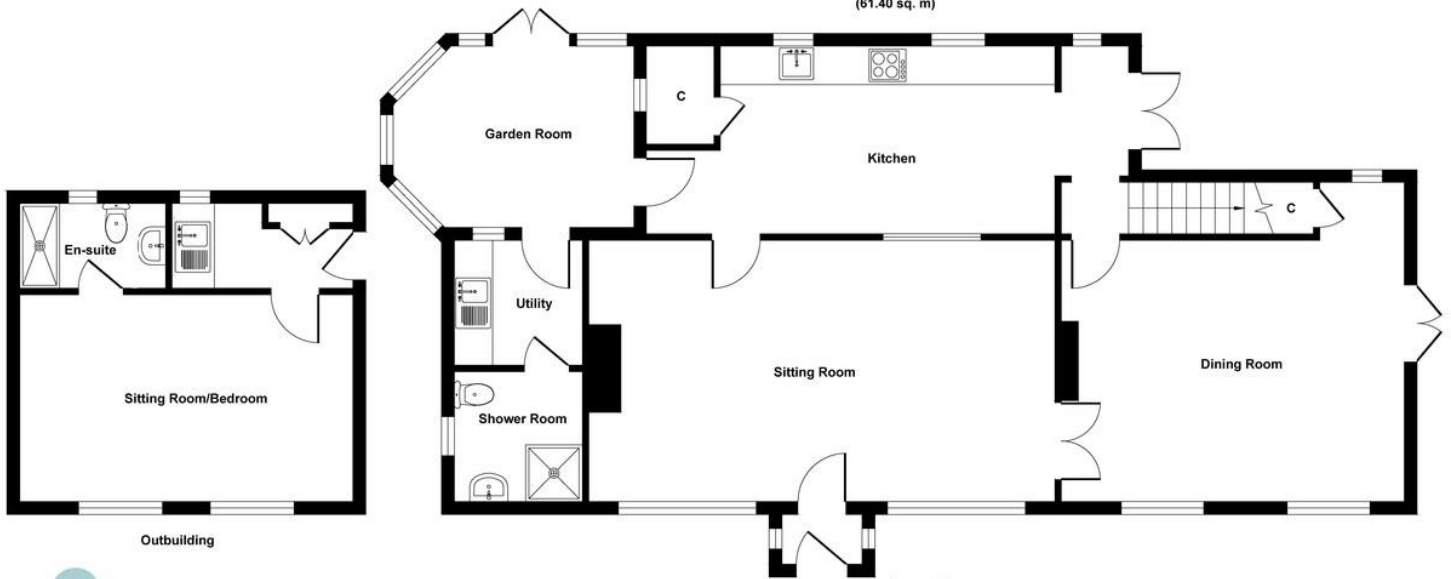 (61.40 sq. m)
Garden Room
C
Kitchen
En-suite
C
Utility
Sitting Room
Dining Room
Sitting Room/Bedroom
Shower Room
Outbuilding